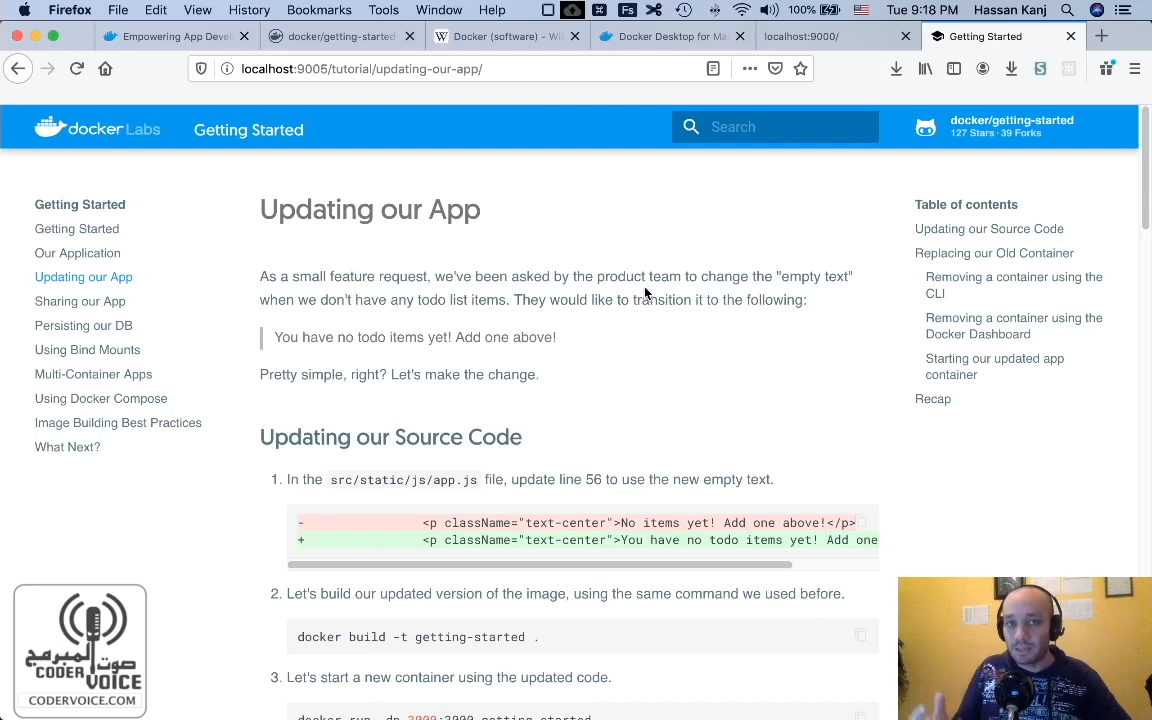 Firefox File Edit View History Bookmarks Tools Window Help 100% Tue 9:18 PM Hassan Kanj
Empowering App Devel
docker/getting-started
Docker (software) – Wi
Docker Desktop for Ma
localhost:9000/
Getting Started
localhost:9005/tutorial/updating-our-app/
docker Labs
Getting Started
Search
docker/getting-started
127 Stars · 39 Forks
Getting Started
Getting Started
Our Application
Updating our App
Sharing our App
Persisting our DB
Using Bind Mounts
Multi-Container Apps
Using Docker Compose
Image Building Best Practices
What Next?
Updating our App
As a small feature request, we've been asked by the product team to change the "empty text"
when we don't have any todo list items. They would like to transition it to the following:
You have no todo items yet! Add one above!
Pretty simple, right? Let's make the change.
Updating our Source Code
1. In the src/static/js/app.js file, update line 56 to use the new empty text.
- <p className="text-center">No items yet! Add one above!</p>
+ <p className="text-center">You have no todo items yet! Add one
2. Let's build our updated version of the image, using the same command we used before.
docker build -t getting-started .
3. Let's start a new container using the updated code.
docker run -dp 3000:3000 getting-started
Table of contents
Updating our Source Code
Replacing our Old Container
Removing a container using the
CLI
Removing a container using the
Docker Dashboard
Starting our updated app
container
Recap
صوت المبرمج
CODER VOICE
CODERVOICE.COM